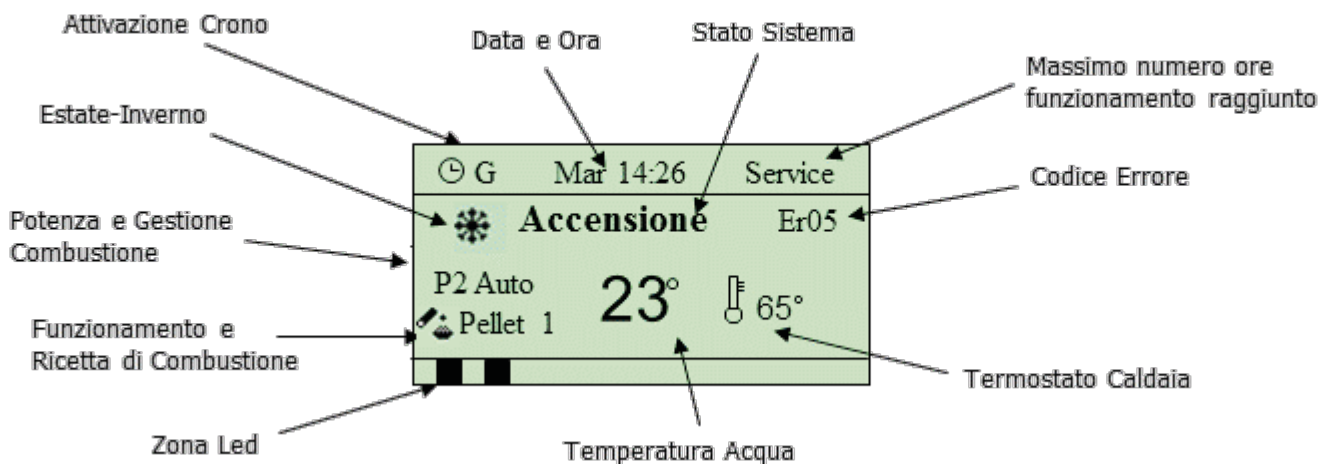 Attivazione Crono
Data e Ora
Stato Sistema
Massimo numero ore
funzionamento raggiunto
Estate-Inverno
Codice Errore
Potenza e Gestione
Combustione
Funzionamento e
Ricetta di Combustione
Zona Led
Temperatura Acqua
Termostato Caldaia
G Mar 14:26 Service
Accensione Er05
P2 Auto 23° 65°
Pellet 1